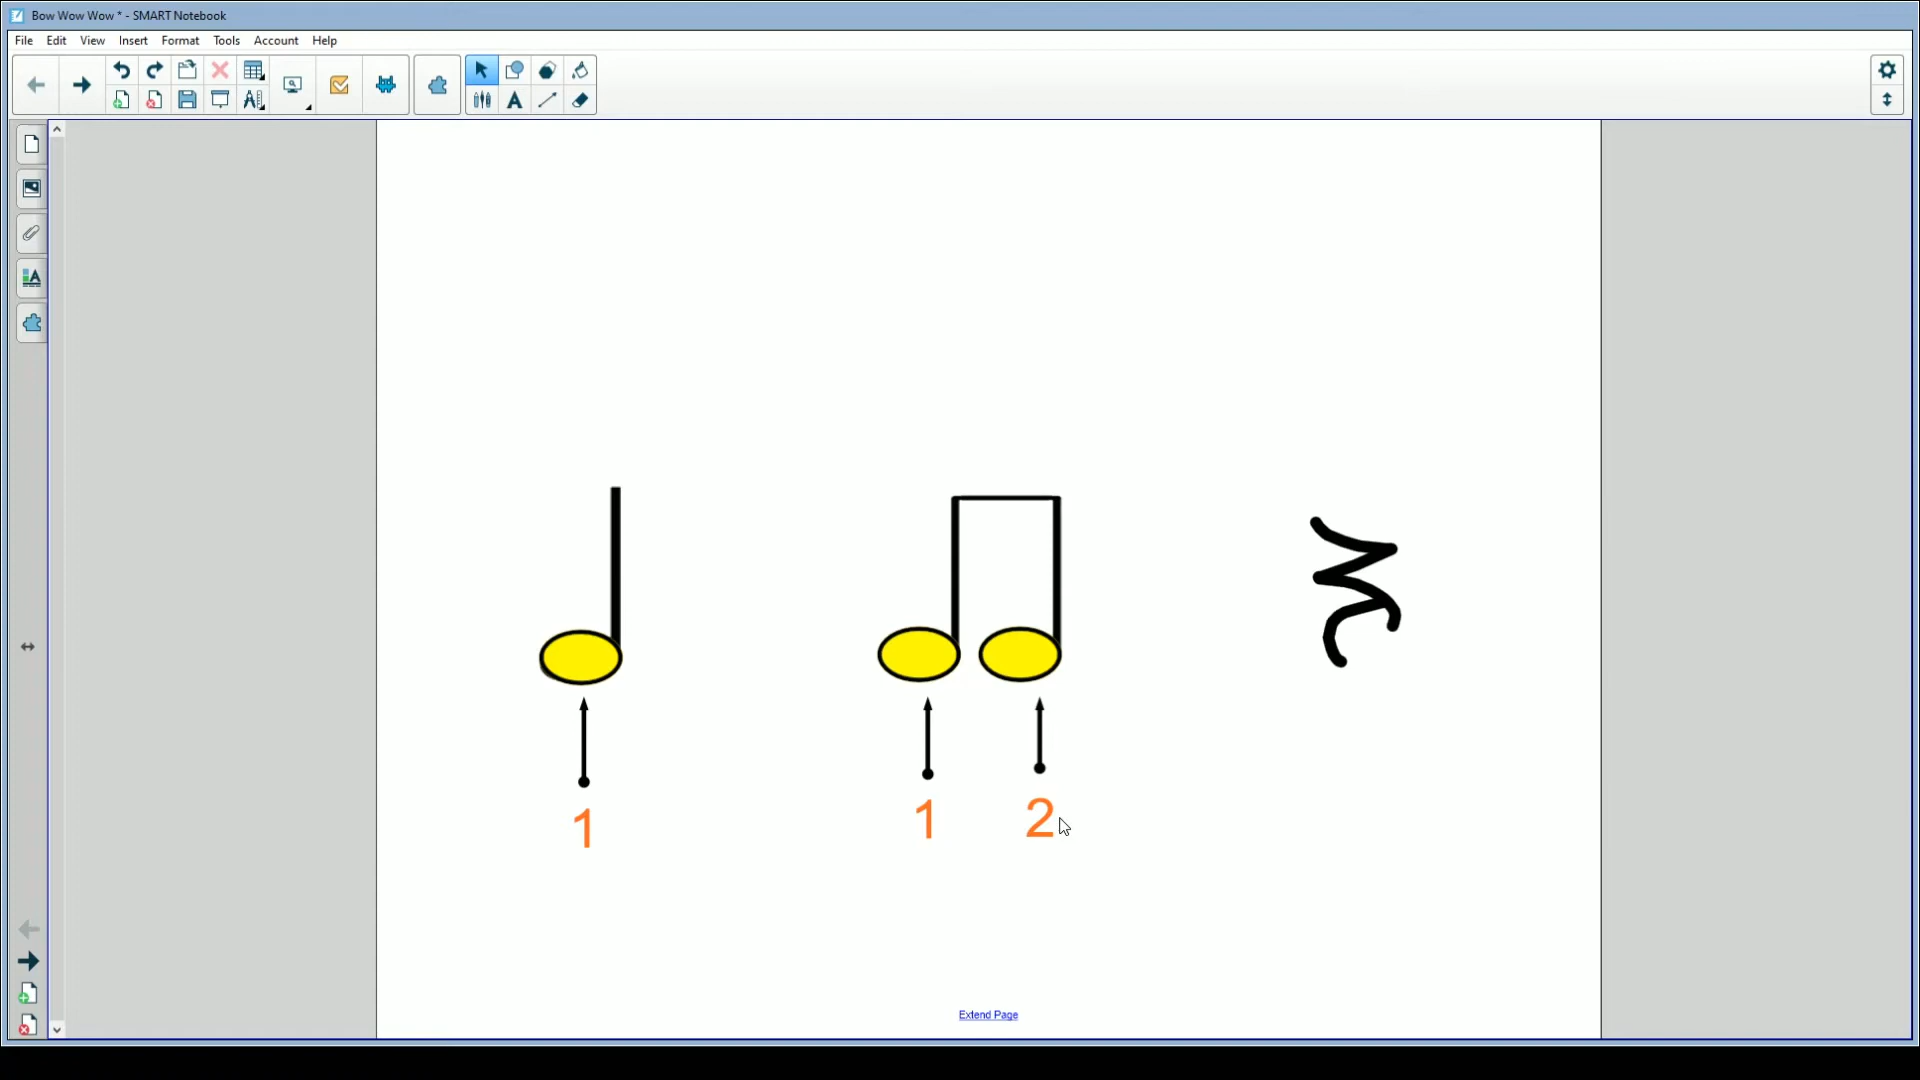 Bow Wow Wow * - SMART Notebook
File Edit View Insert Format Tools Account Help
1 1 2
Extend Page